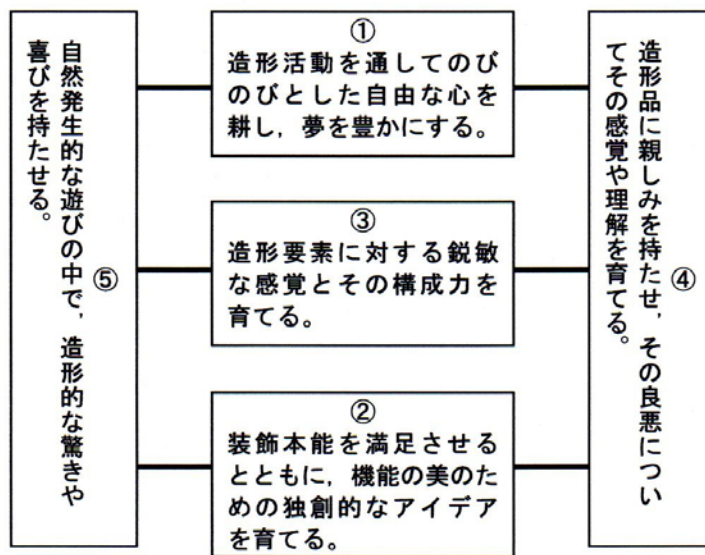 ①
造形活動を通してのび
のびとした自由な心を
耕し，夢を豊かにする。
③
造形要素に対する鋭敏
な感覚とその構成力を
育てる。
②
装飾本能を満足させる
とともに，機能の美のた
めの独創的なアイデア
を育てる。
④
造形品に親しみを持たせ，その良悪につい
てその感覚や理解を育てる。
⑤
自然発生的な遊びの中で，造形的な驚きや
喜びを持たせる。